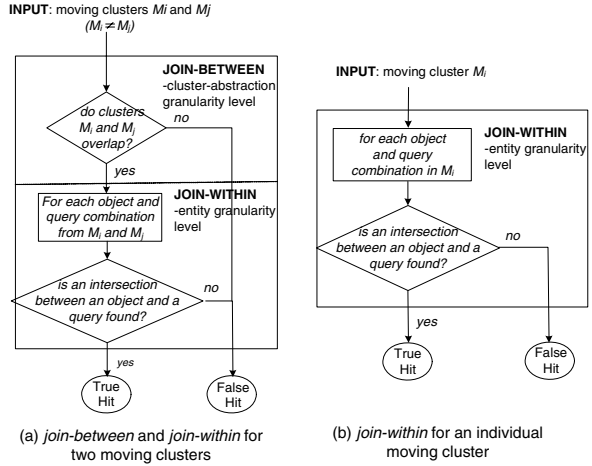 INPUT: moving clusters Mi and Mj
(Mi ≠ Mj)
JOIN-BETWEEN
-cluster-abstraction
granularity level
do clusters
Mi and Mj
overlap?
no
yes
JOIN-WITHIN
-entity granularity
level
For each object and
query combination
from Mi and Mj
is an intersection
between an object and a
query found?
no
yes
True
Hit
False
Hit
(a) join-between and join-within for
two moving clusters
INPUT: moving cluster Mi
for each object
and query
combination in Mi
JOIN-WITHIN
-entity granularity
level
is an intersection
between an object and a
query found?
no
yes
True
Hit
False
Hit
(b) join-within for an individual
moving cluster